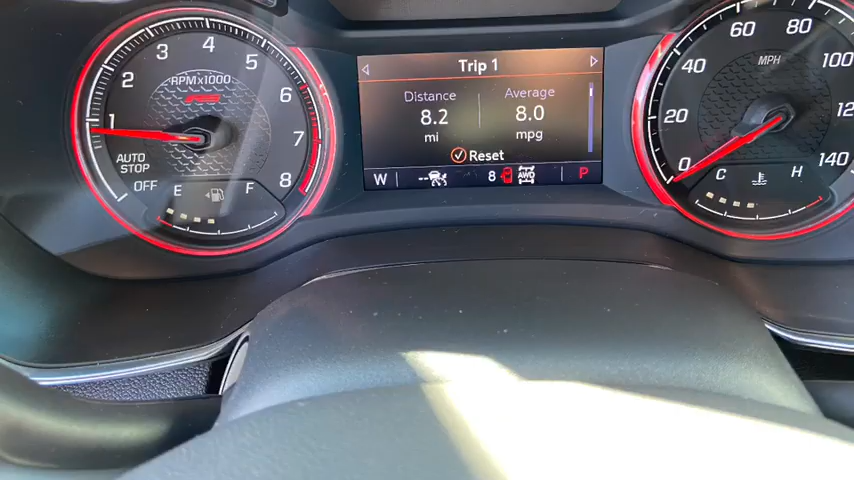 1 2 3 4 5 6 7 8
RPMx1000
AUTO
STOP
OFF
E F
Trip 1
Distance Average
8.2 8.0
mi mpg
Reset
W -- 8 AWD P
0 20 40 60 80 100 12 140
MPH
C H